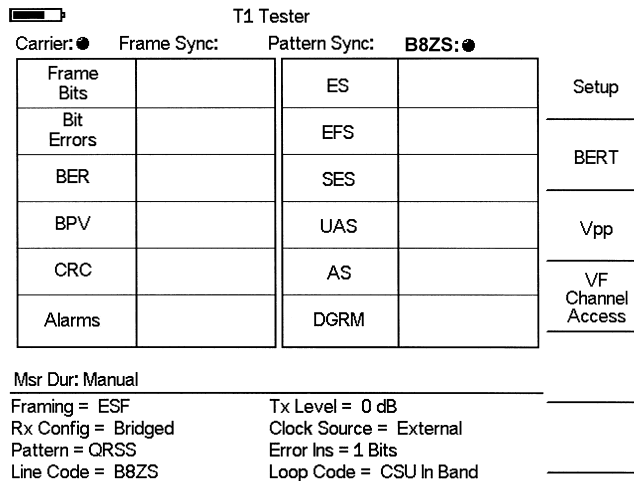 T1 Tester
Carrier: Frame Sync: Pattern Sync: B8ZS:
Frame Bits
Bit Errors
BER
BPV
CRC
Alarms
ES
EFS
SES
UAS
AS
DGRM
Setup
BERT
Vpp
VF
Channel
Access
Msr Dur: Manual
Framing = ESF
Rx Config = Bridged
Pattern = QRSS
Line Code = B8ZS
Tx Level = 0 dB
Clock Source = External
Error Ins = 1 Bits
Loop Code = CSU In Band